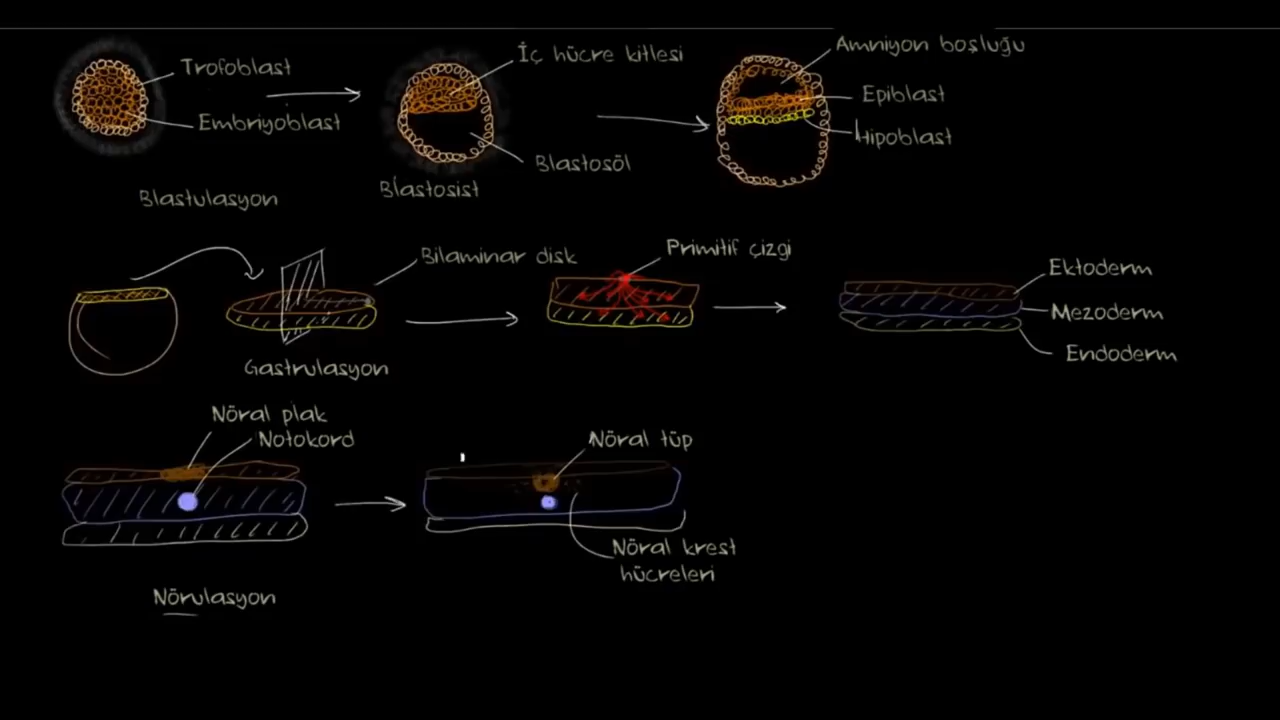 Trofoblast
Embriyoblast
Blastulasyon
İç hücre kitlesi
Blastosöl
Blastosist
Amniyon boşluğu
Epiblast
Hipoblast
Bilaminar disk
Gastrulasyon
Primitif çizgi
Ektoderm
Mezoderm
Endoderm
Nöral plak
Notokord
Nörulasyon
Nöral tüp
Nöral krest
hücreleri